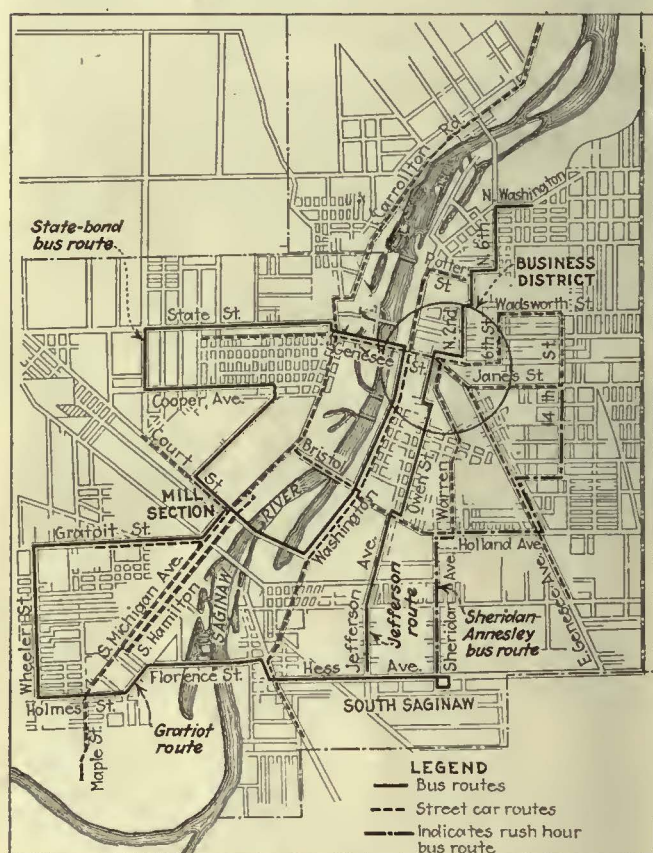 Carrollton Rd.
N. Washington
N. 6th
Potter
St.
State-bond
bus route
BUSINESS
DISTRICT
Wadsworth St.
State St.
N. 2nd
6th St.
Genesee
St.
Jane's St.
St.
14th
Cooper Ave.
Court
St.
Bristol
Owen St.
Warren
MILL
SECTION
RIVER
SAGINAW
Washington
Gratoit St.
Holland Ave.
Wheeler St.
S. Michigan Ave.
S. Hamilton
Jefferson Ave.
Jefferson
route
Sheridan Ave.
Sheridan-
Annesley
bus route
E. Genesee Ave.
Florence St.
Hess Ave.
Holmes St.
SOUTH SAGINAW
Maple St.
Gratiot
route
LEGEND
Bus routes
Street car routes
Indicates rush hour
bus route